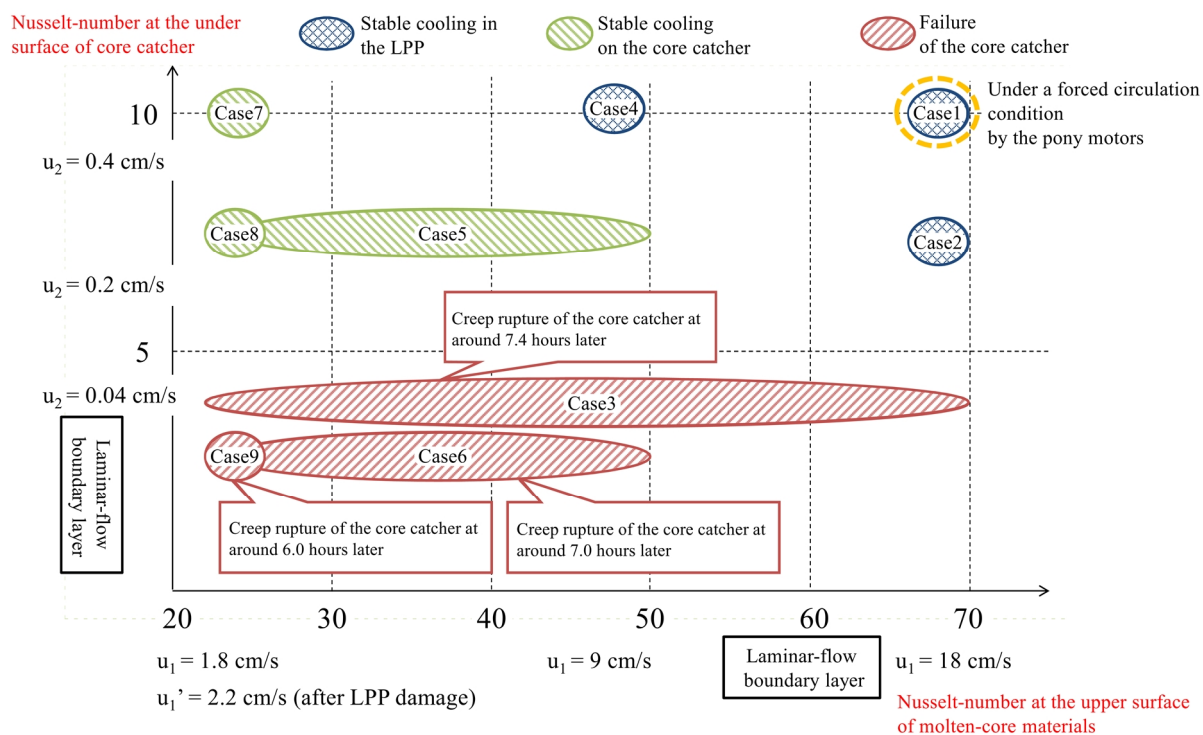 Nusselt-number at the under
surface of core catcher
Stable cooling in
the LPP
Stable cooling
on the core catcher
Failure
of the core catcher
Under a forced circulation
condition
by the pony motors
10
Case7
Case4
Case1
u₂ = 0.4 cm/s
Case8
Case5
Case2
u₂ = 0.2 cm/s
Creep rupture of the core catcher at
around 7.4 hours later
5
u₂ = 0.04 cm/s
Case3
Case9
Case6
Laminar-flow
boundary layer
Creep rupture of the core catcher at
around 6.0 hours later
Creep rupture of the core catcher at
around 7.0 hours later
20 30 40 50 60 70
u₁ = 1.8 cm/s
u₁ = 9 cm/s
Laminar-flow
boundary layer
u₁ = 18 cm/s
u₁’ = 2.2 cm/s (after LPP damage)
Nusselt-number at the upper surface
of molten-core materials